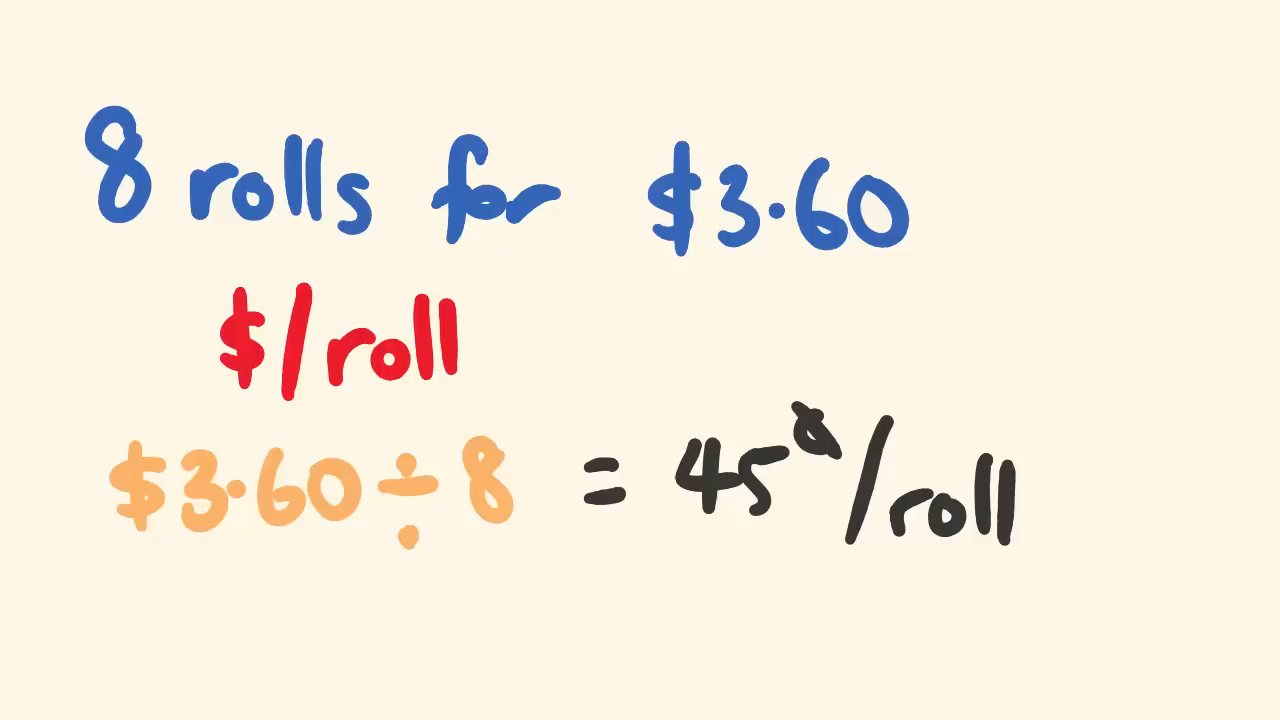 8 rolls for $3.60
$/roll
$3.60 ÷ 8 = 45¢/roll